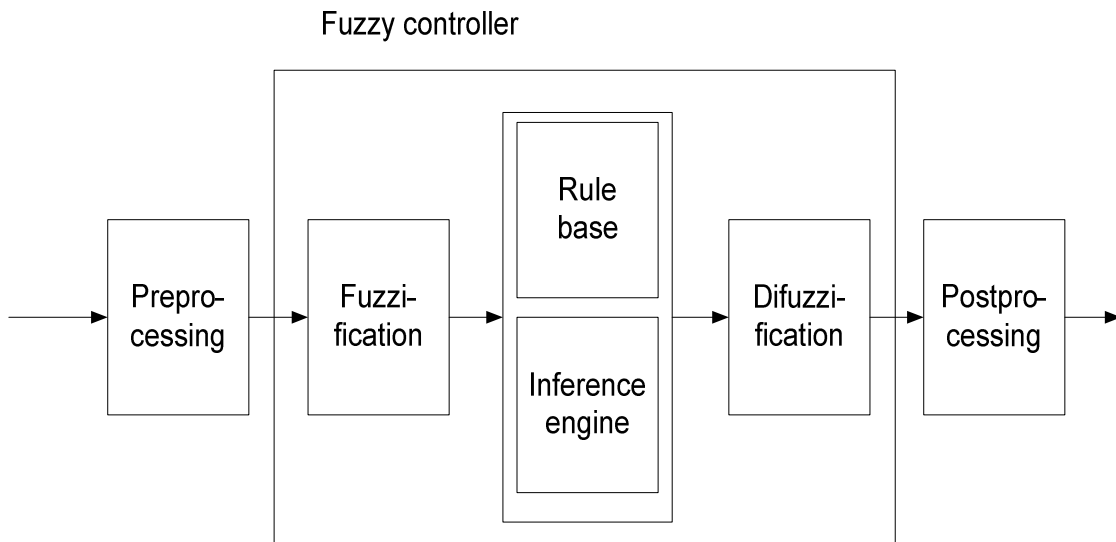 Fuzzy controller
Prepro-
cessing
Fuzzi-
fication
Rule
base
Inference
engine
Difuzzi-
fication
Postpro-
cessing